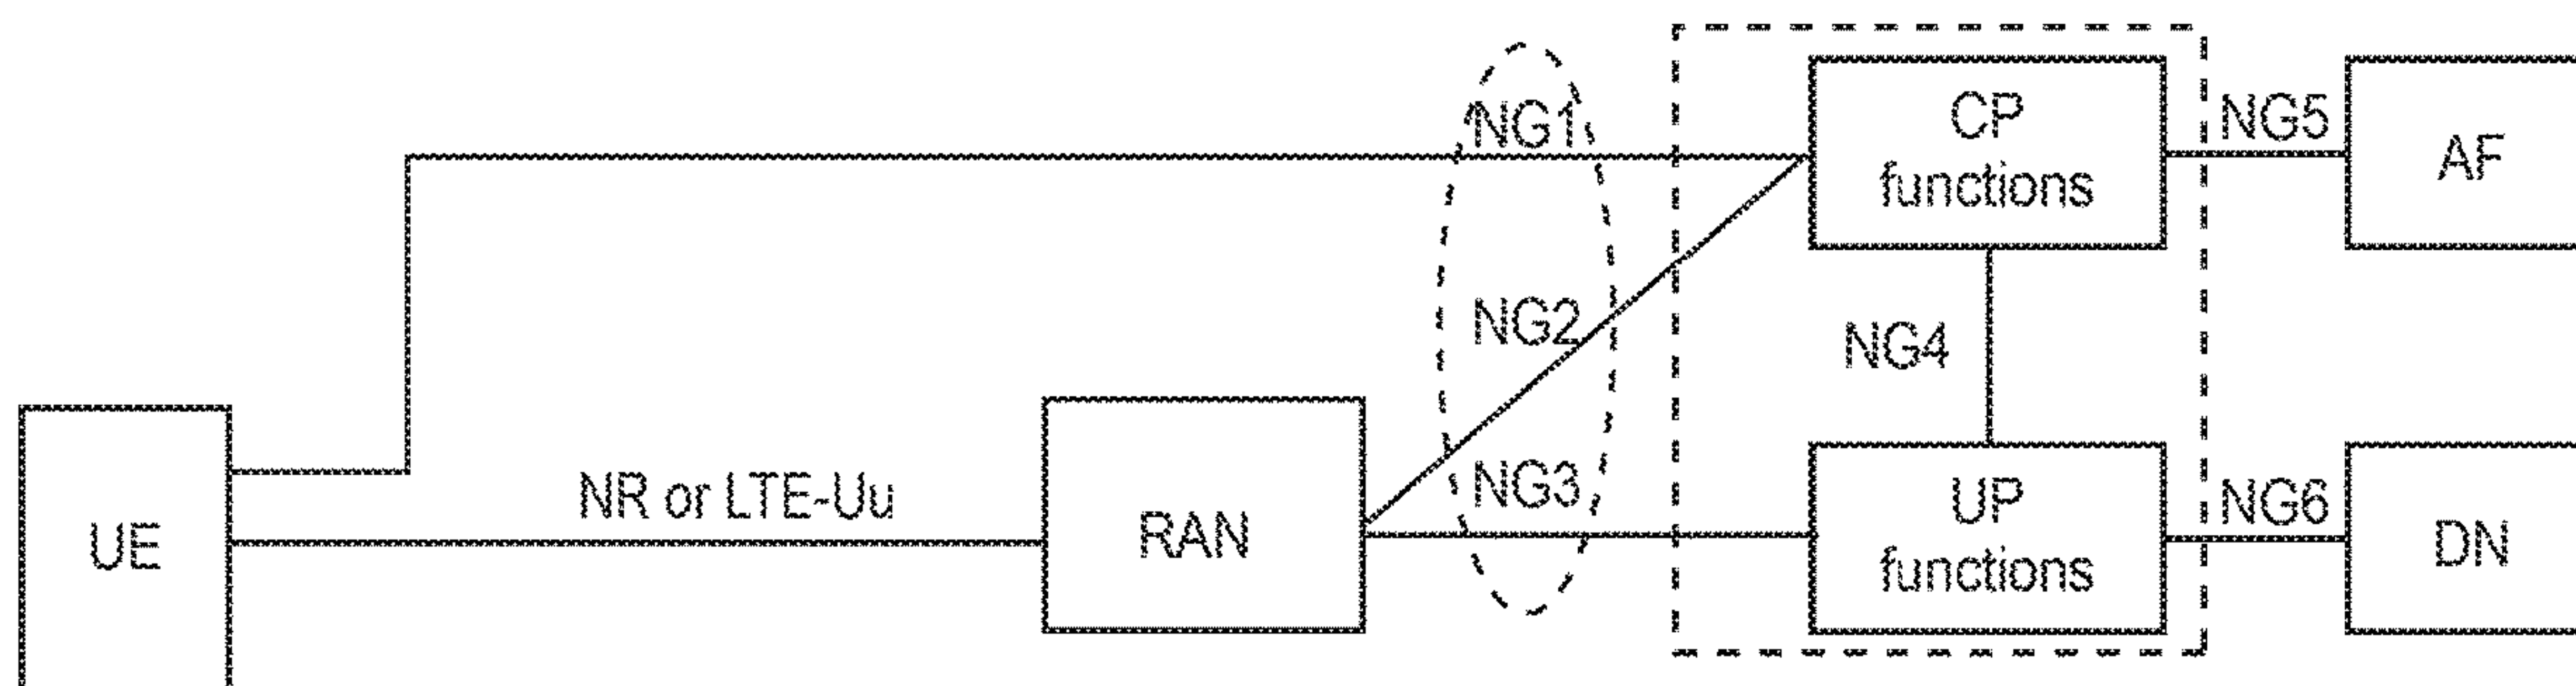 NG1
CP
functions
NG5
AF
NG2
NG4
NR or LTE-Uu
NG3
UE
RAN
UP
functions
NG6
DN